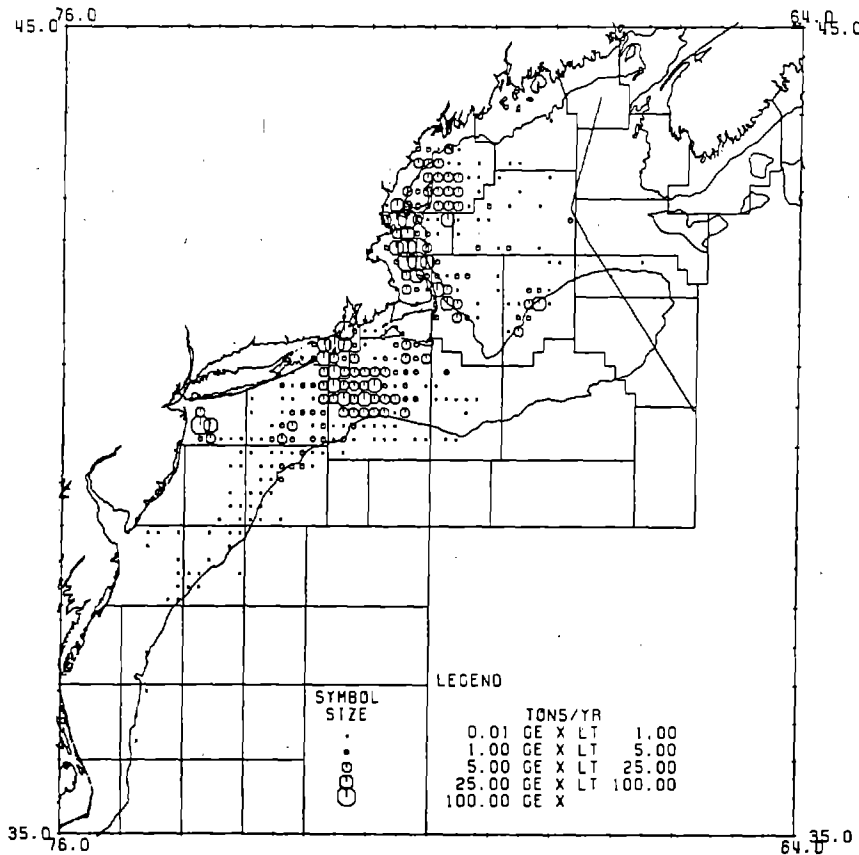 76.0 64.0
45.0 45.0
LEGEND
SYMBOL
SIZE
TONS/YR
0.01 GE X LT 1.00
1.00 GE X LT 5.00
5.00 GE X LT 25.00
25.00 GE X LT 100.00
100.00 GE X
35.0 35.0
76.0 64.0